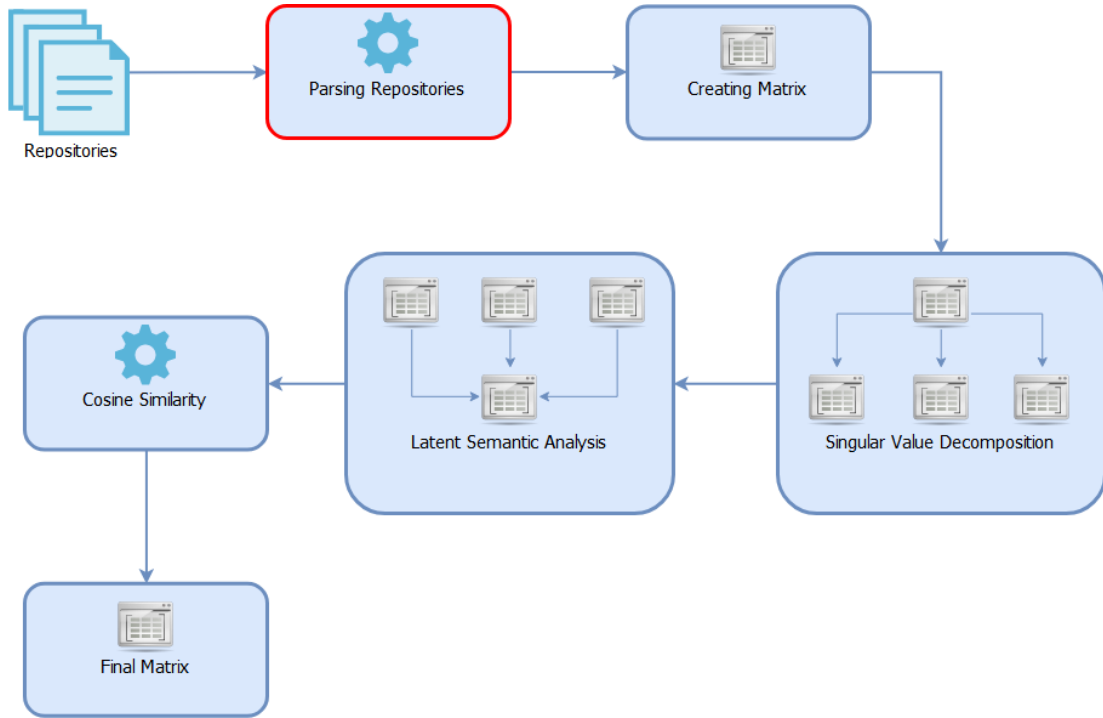 Repositories
Parsing Repositories
Creating Matrix
Singular Value Decomposition
Latent Semantic Analysis
Cosine Similarity
Final Matrix